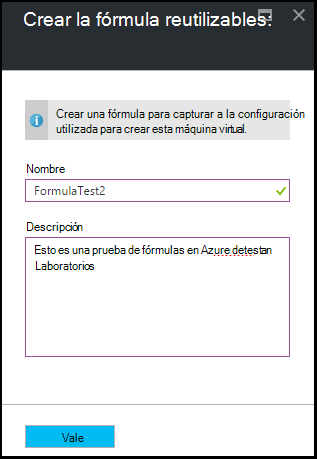 Crear la fórmula reutilizables.
Crear una fórmula para capturar a la configuración
utilizada para crear esta máquina virtual.
Nombre
FormulaTest2
Descripción
Esto es una prueba de fórmulas en Azure detestan
Laboratorios
Vale